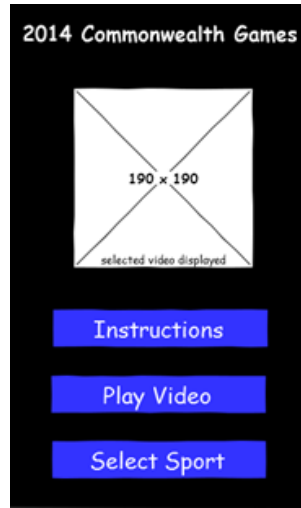 2014 Commonwealth Games
190 x 190
selected video displayed
Instructions
Play Video
Select Sport